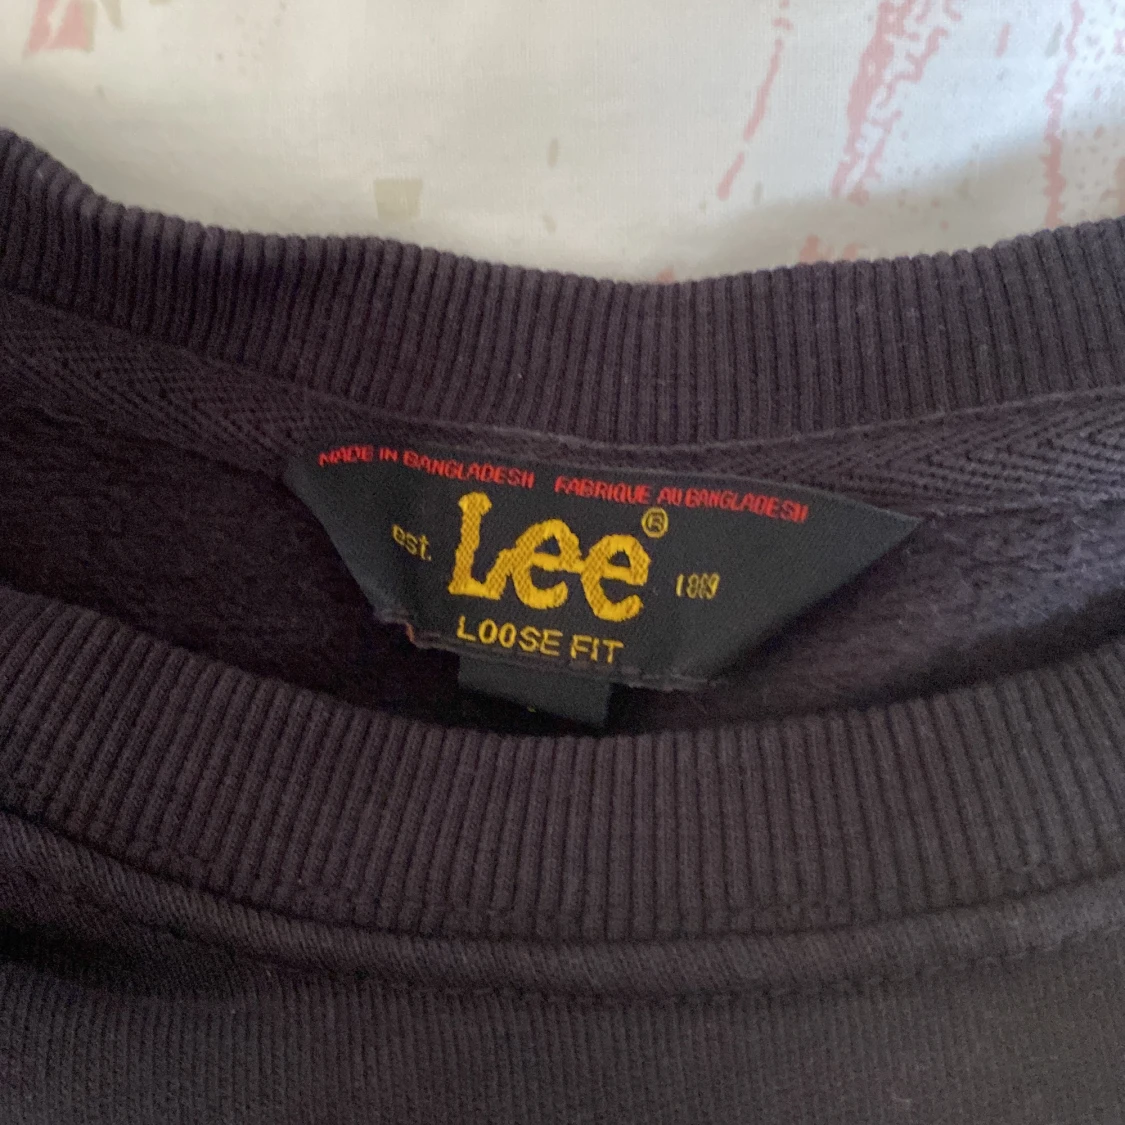 MADE IN BANGLADESH FABRIQUE AU BANGLADESH
est. Lee® 1889
LOOSE FIT